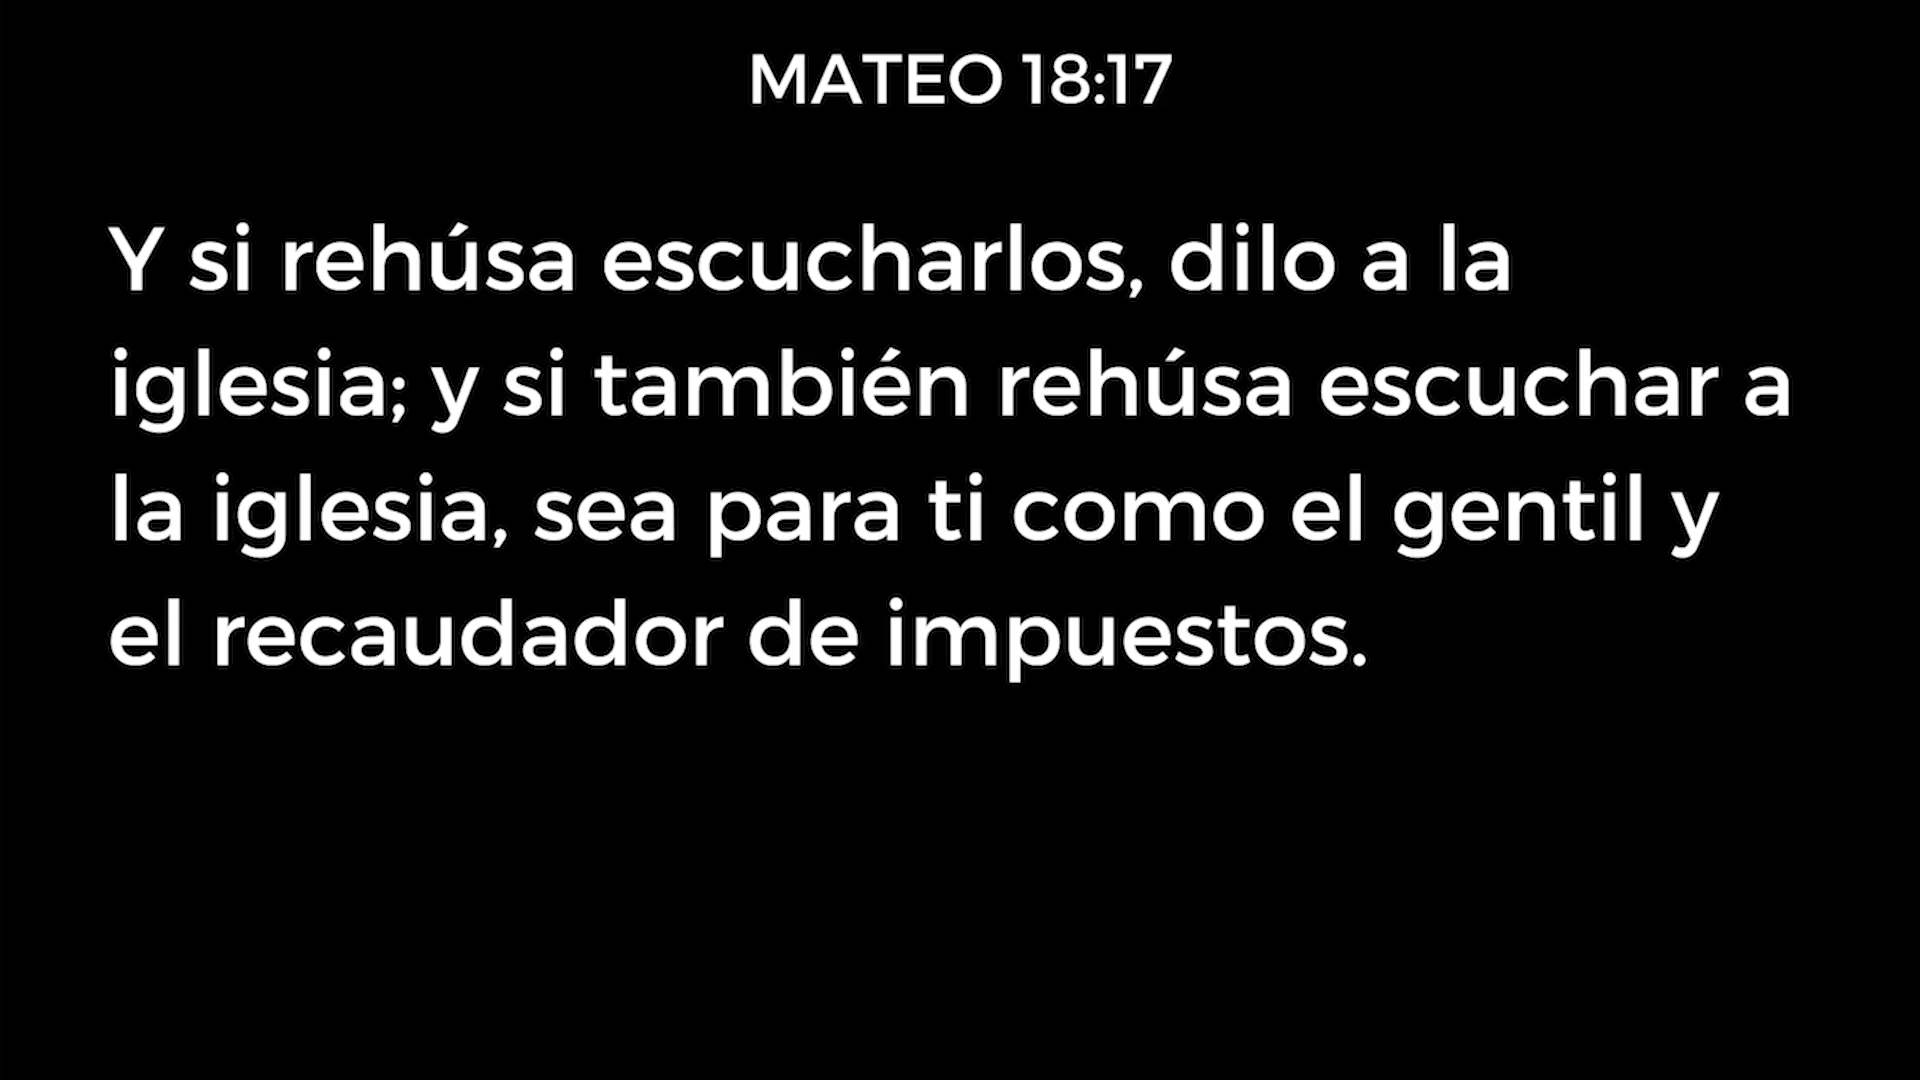 MATEO 18:17
Y si rehúsa escucharlos, dilo a la
iglesia; y si también rehúsa escuchar a
la iglesia, sea para ti como el gentil y
el recaudador de impuestos.